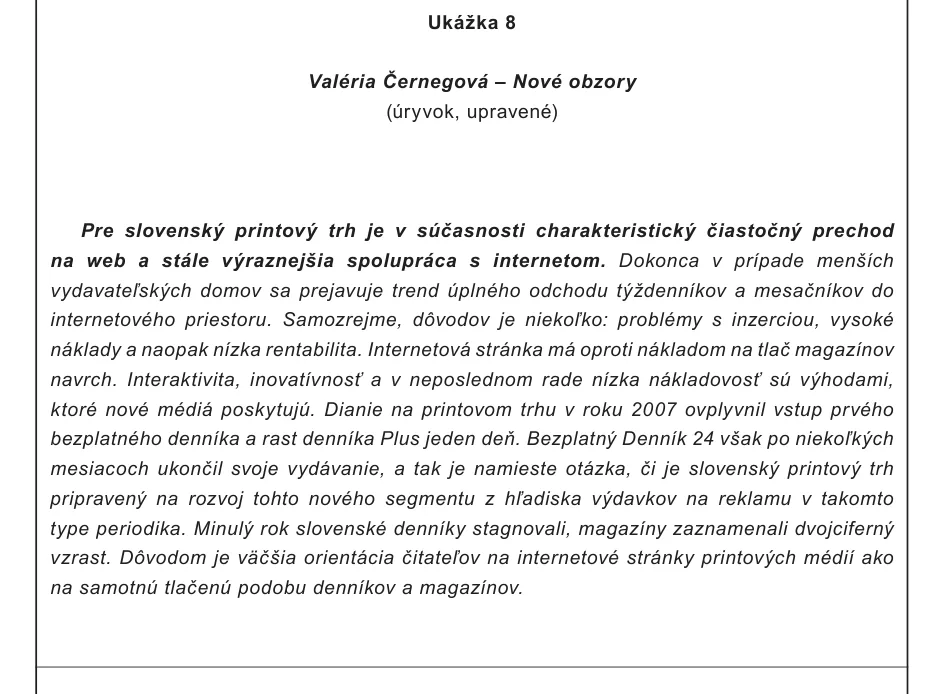 Ukážka 8
Valéria Černegová – Nové obzory
(úryvok, upravené)
Pre slovenský printový trh je v súčasnosti charakteristický čiastočný prechod
na web a stále výraznejšia spolupráca s internetom. Dokonca v prípade menších
vydavateľských domov sa prejavuje trend úplného odchodu týždenníkov a mesačníkov do
internetového priestoru. Samozrejme, dôvodov je niekoľko: problémy s inzerciou, vysoké
náklady a naopak nízka rentabilita. Internetová stránka má oproti nákladom na tlač magazínov
navrch. Interaktivita, inovatívnosť a v neposlednom rade nízka nákladovosť sú výhodami,
ktoré nové médiá poskytujú. Dianie na printovom trhu v roku 2007 ovplyvnil vstup prvého
bezplatného denníka a rast denníka Plus jeden deň. Bezplatný Denník 24 však po niekoľkých
mesiacoch ukončil svoje vydávanie, a tak je namieste otázka, či je slovenský printový trh
pripravený na rozvoj tohto nového segmentu z hľadiska výdavkov na reklamu v takomto
type periodika. Minulý rok slovenské denníky stagnovali, magazíny zaznamenali dvojciferný
vzrast. Dôvodom je väčšia orientácia čitateľov na internetové stránky printových médií ako
na samotnú tlačenú podobu denníkov a magazínov.